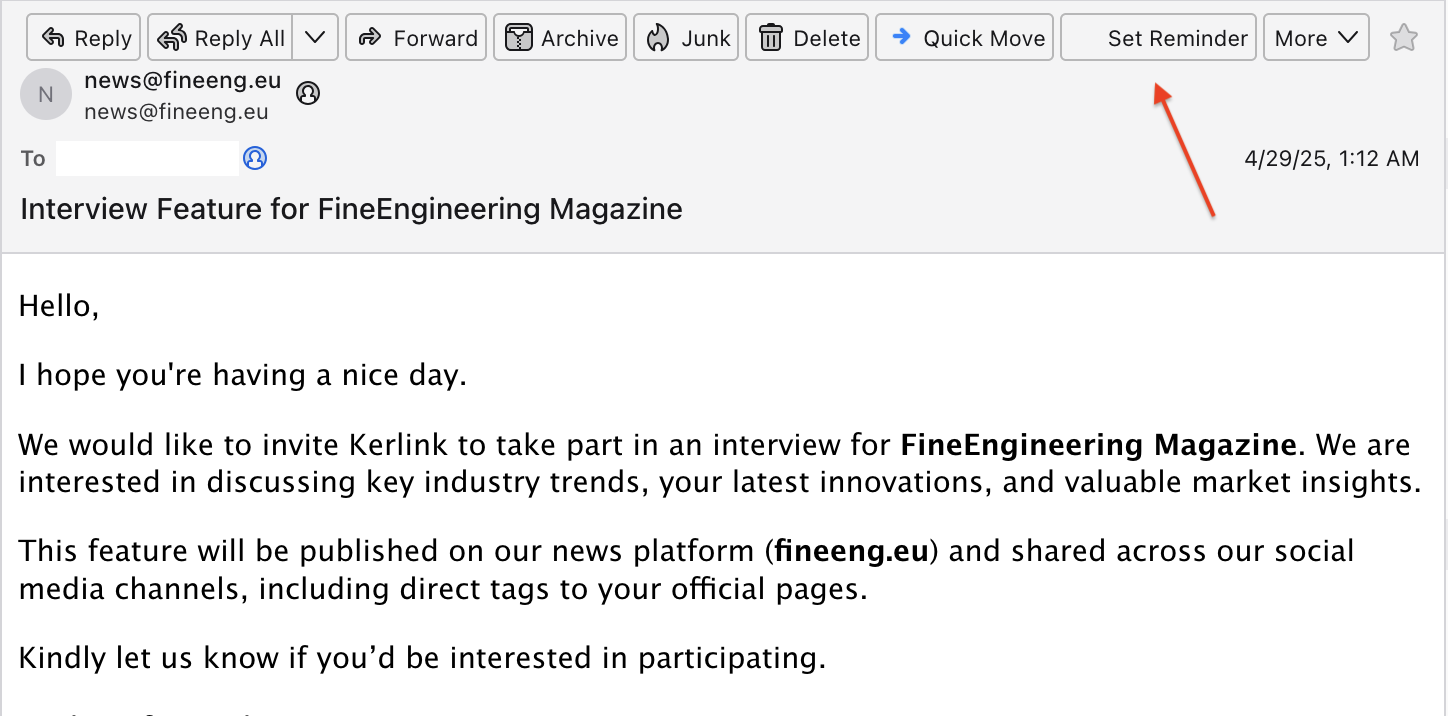 Reply Reply All Forward Archive Junk Delete Quick Move Set Reminder More
N
news@fineeng.eu
news@fineeng.eu
To
4/29/25, 1:12 AM
Interview Feature for FineEngineering Magazine
Hello,
I hope you're having a nice day.
We would like to invite Kerlink to take part in an interview for FineEngineering Magazine. We are
interested in discussing key industry trends, your latest innovations, and valuable market insights.
This feature will be published on our news platform (fineeng.eu) and shared across our social
media channels, including direct tags to your official pages.
Kindly let us know if you’d be interested in participating.